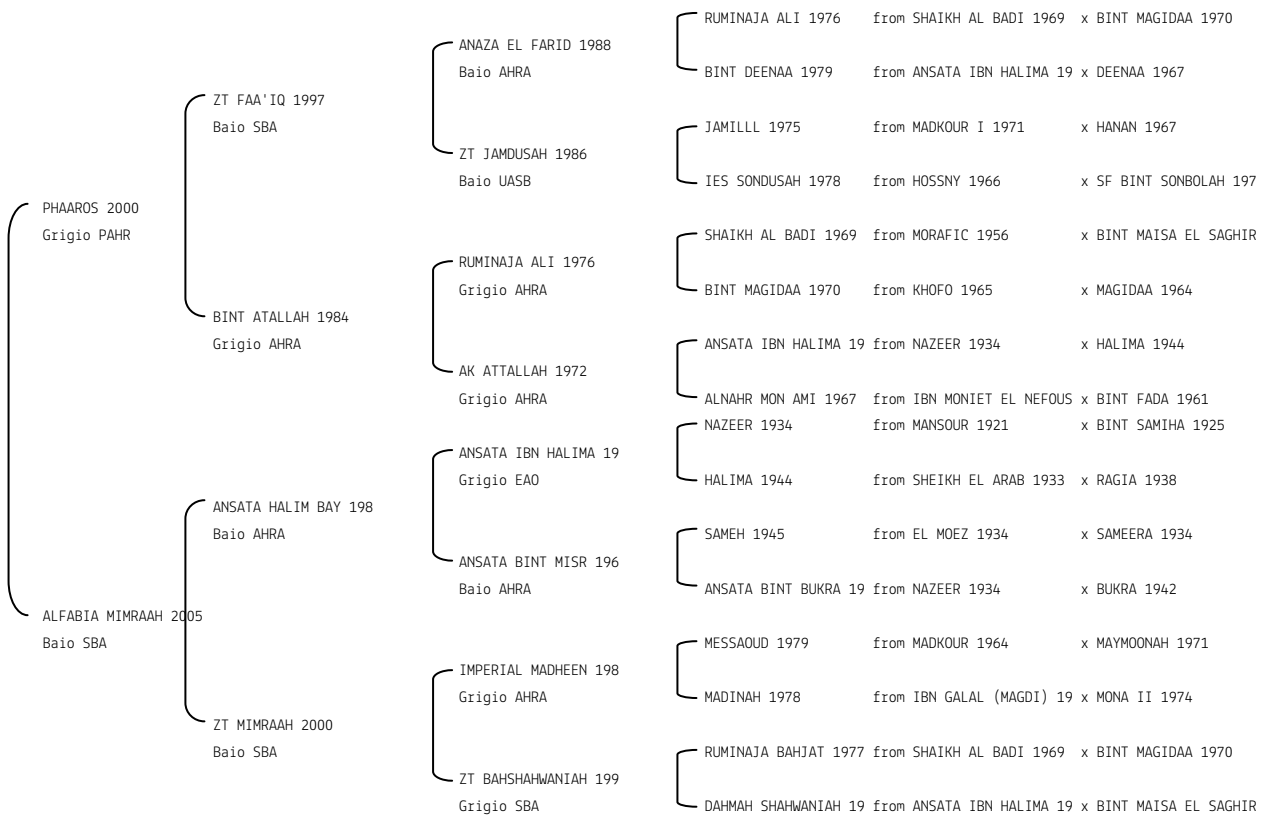 RUMINAJA ALI 1976 from SHAIKH AL BADI 1969 x BINT MAGIDAA 1970
ANAZA EL FARID 1988
Baio AHRA
BINT DEENAA 1979 from ANSATA IBN HALIMA 19 x DEENAA 1967
ZT FAA'IQ 1997
Baio SBA
JAMILLL 1975 from MADKOUR I 1971 x HANAN 1967
ZT JAMDUSAH 1986
Baio UASB
IES SONDUSAH 1978 from HOSSNY 1966 x SF BINT SONBOLAH 197
PHAAROS 2000
Grigio PAHR
SHAIKH AL BADI 1969 from MORAFIC 1956 x BINT MAISA EL SAGHIR
RUMINAJA ALI 1976
Grigio AHRA
BINT MAGIDAA 1970 from KHOFO 1965 x MAGIDAA 1964
BINT ATALLAH 1984
Grigio AHRA
ANSATA IBN HALIMA 19 from NAZEER 1934 x HALIMA 1944
AK ATTALLAH 1972
Grigio AHRA
ALNAHR MON AMI 1967 from IBN MONIET EL NEFOUS x BINT FADA 1961
NAZEER 1934 from MANSOUR 1921 x BINT SAMIHA 1925
ANSATA IBN HALIMA 19
Grigio EAO
HALIMA 1944 from SHEIKH EL ARAB 1933 x RAGIA 1938
ANSATA HALIM BAY 198
Baio AHRA
SAMEH 1945 from EL MOEZ 1934 x SAMEERA 1934
ANSATA BINT MISR 196
Baio AHRA
ANSATA BINT BUKRA 19 from NAZEER 1934 x BUKRA 1942
ALFABIA MIMRAAH 2005
Baio SBA
MESSAOUD 1979 from MADKOUR 1964 x MAYMOONAH 1971
IMPERIAL MADHEEN 198
Grigio AHRA
MADINAH 1978 from IBN GALAL (MAGDI) 19 x MONA II 1974
ZT MIMRAAH 2000
Baio SBA
RUMINAJA BAHJAT 1977 from SHAIKH AL BADI 1969 x BINT MAGIDAA 1970
ZT BAHSHAHWANIAH 199
Grigio SBA
DAHMAH SHAHWANIAH 19 from ANSATA IBN HALIMA 19 x BINT MAISA EL SAGHIR